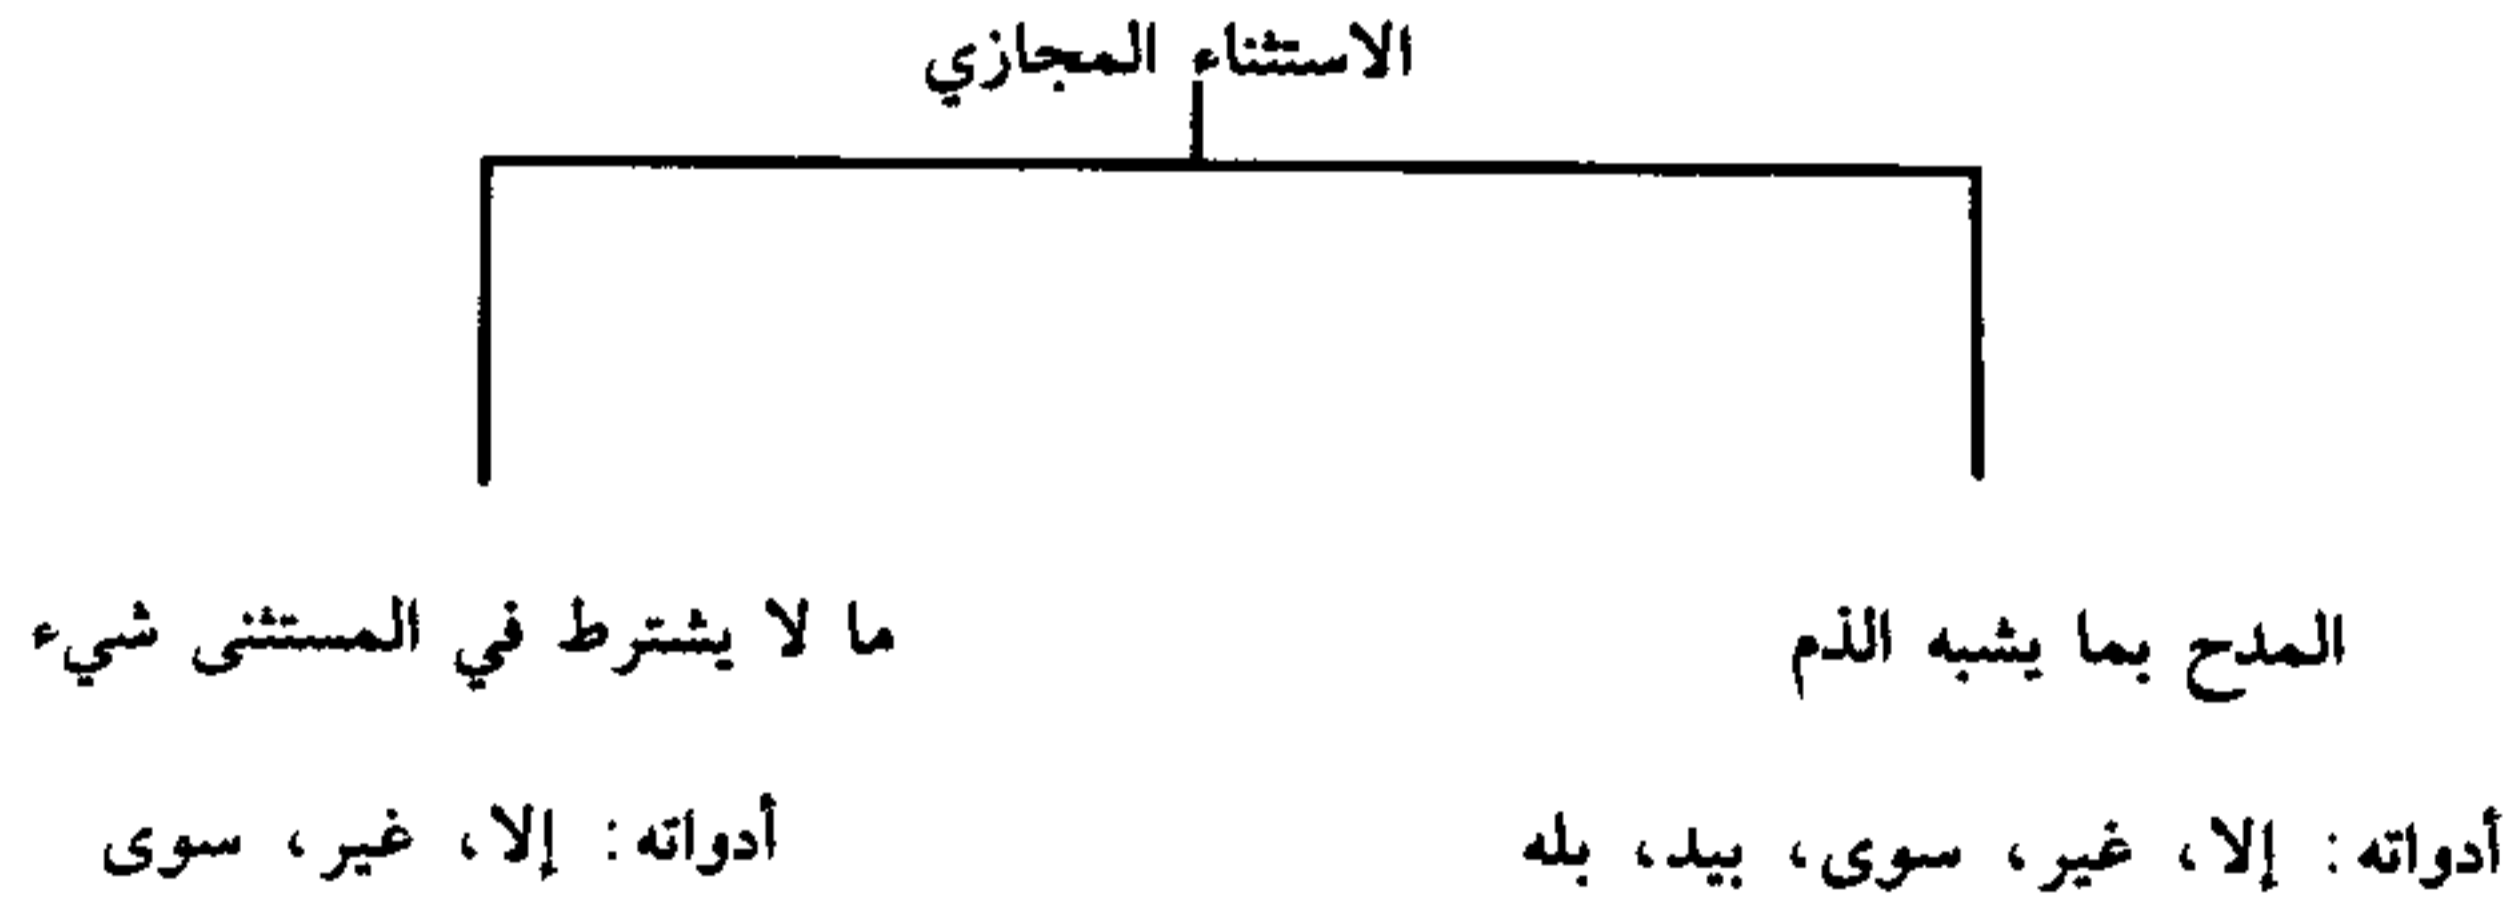 الاستثناء المجازي
المدح بما يشبه الذم
أدواته: إلا، غير، سوى، بيد، بله
ما لا يشترط في المستثنى شيء
أدواته: إلا، غير، سوى